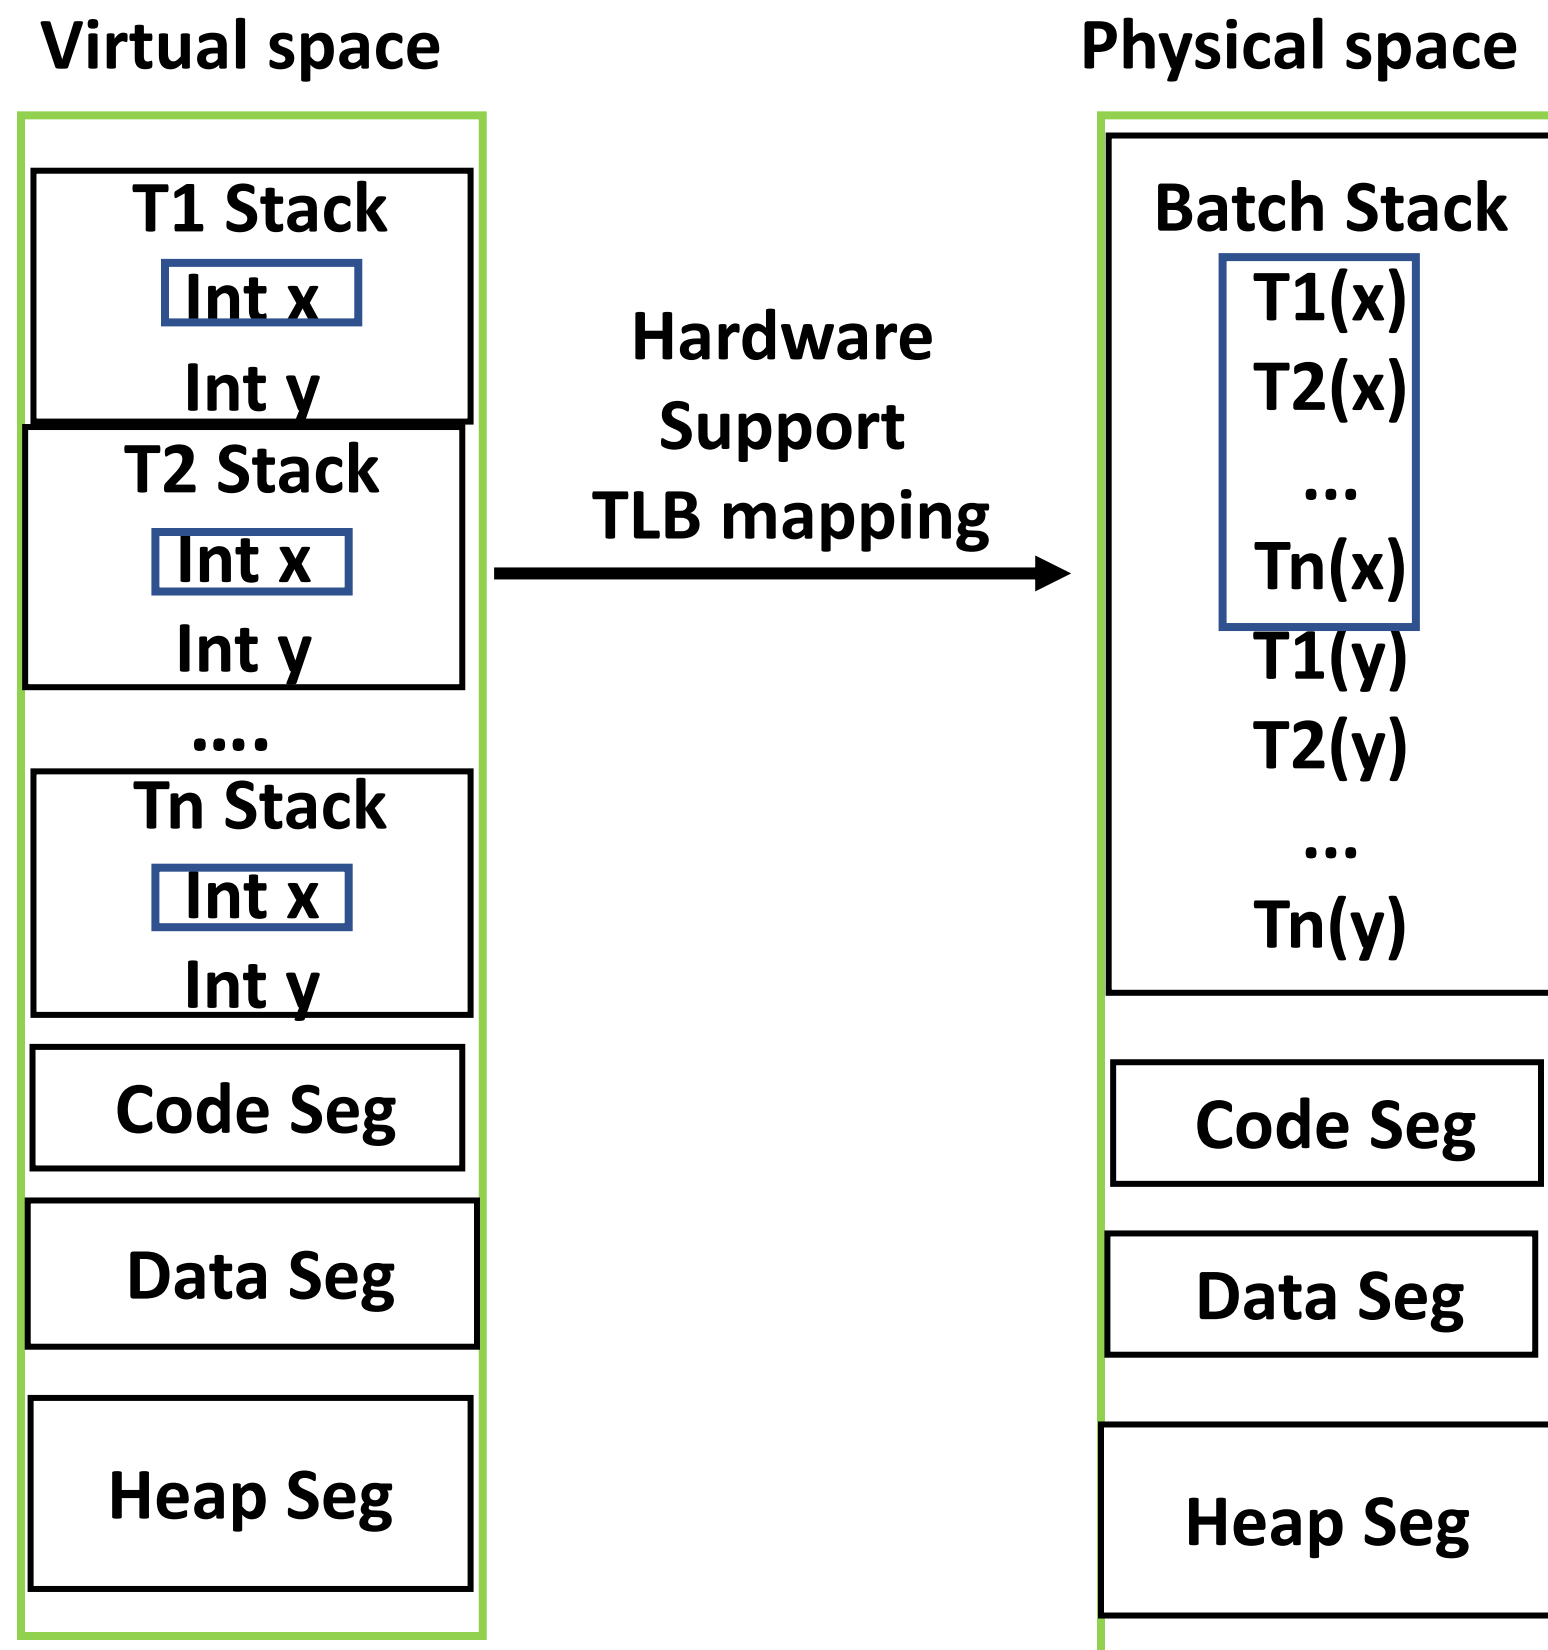 Virtual space
T1 Stack
Int x
Int y
T2 Stack
Int x
Int y
....
Tn Stack
Int x
Int y
Code Seg
Data Seg
Heap Seg
Hardware
Support
TLB mapping
Physical space
Batch Stack
T1(x)
T2(x)
...
Tn(x)
T1(y)
T2(y)
...
Tn(y)
Code Seg
Data Seg
Heap Seg